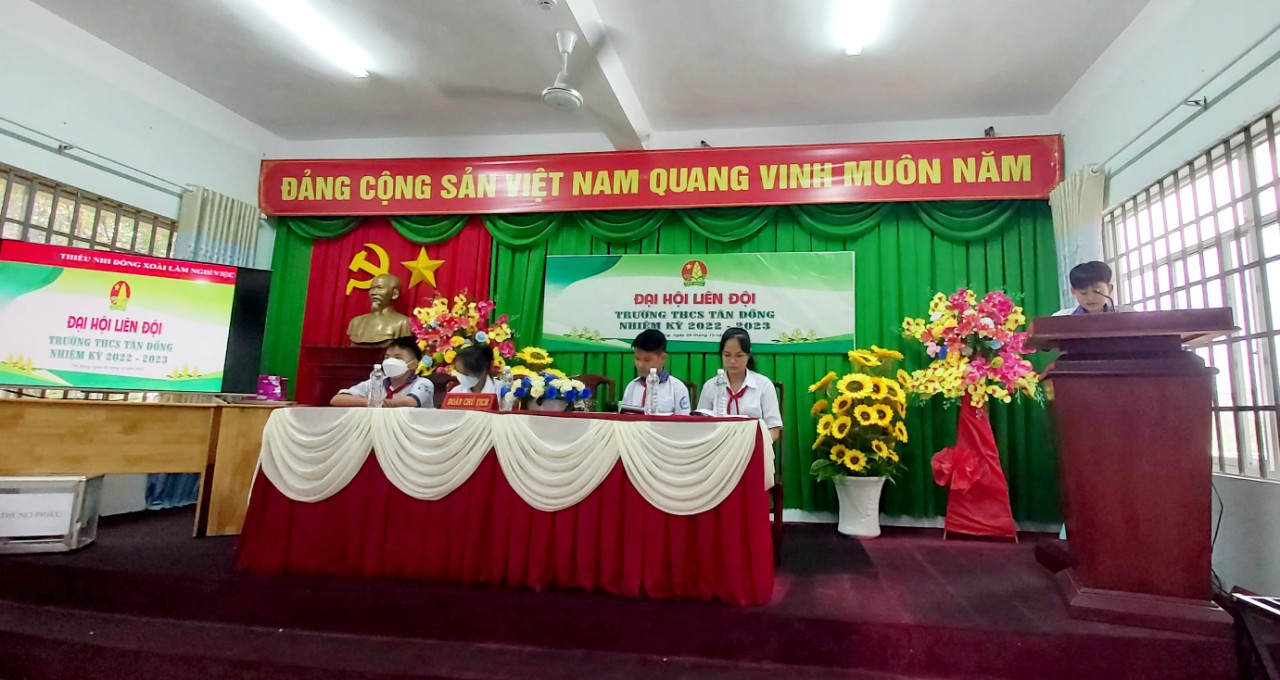 ĐẢNG CỘNG SẢN VIỆT NAM QUANG VINH MUÔN NĂM
THIẾU NHI ĐỒNG XOÀI LÀM NGHÌN VIỆC
ĐẠI HỘI LIÊN ĐỘI
TRƯỜNG THCS TÂN ĐỒNG
NHIỆM KỲ 2022 - 2023
ĐẠI HỘI LIÊN ĐỘI
TRƯỜNG THCS TÂN ĐỒNG
NHIỆM KỲ 2022 - 2023
ĐOÀN CHỦ TỊCH